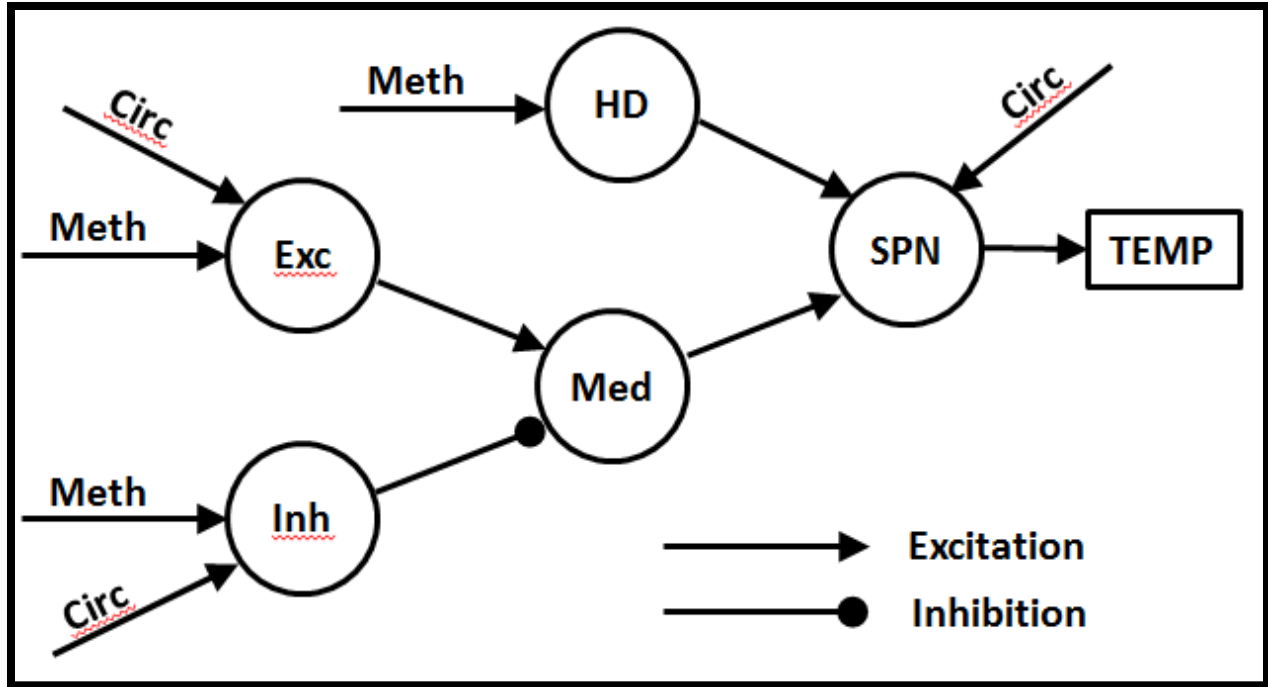 Meth
HD
Circ
Circ
Meth
Exc
SPN
TEMP
Med
Meth
Inh
Circ
Excitation
Inhibition